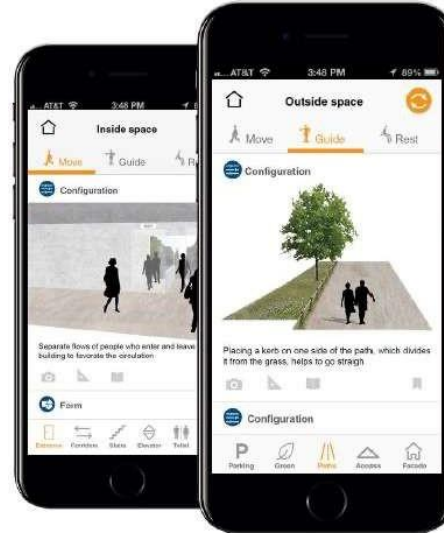 AT&T 3:48 PM
Inside space
Move Guide
Configuration
Separate flows of people who enter and leave
building to favorate the circulation
Form
Entrance Corridors Stairs Elevator Toilet
AT&T 3:48 PM 89%
Outside space
Move Guide Rest
Configuration
Placing a kerb on one side of the path, which divides
it from the grass, helps to go straigh
Configuration
P
Parking Green Paths Access Facade